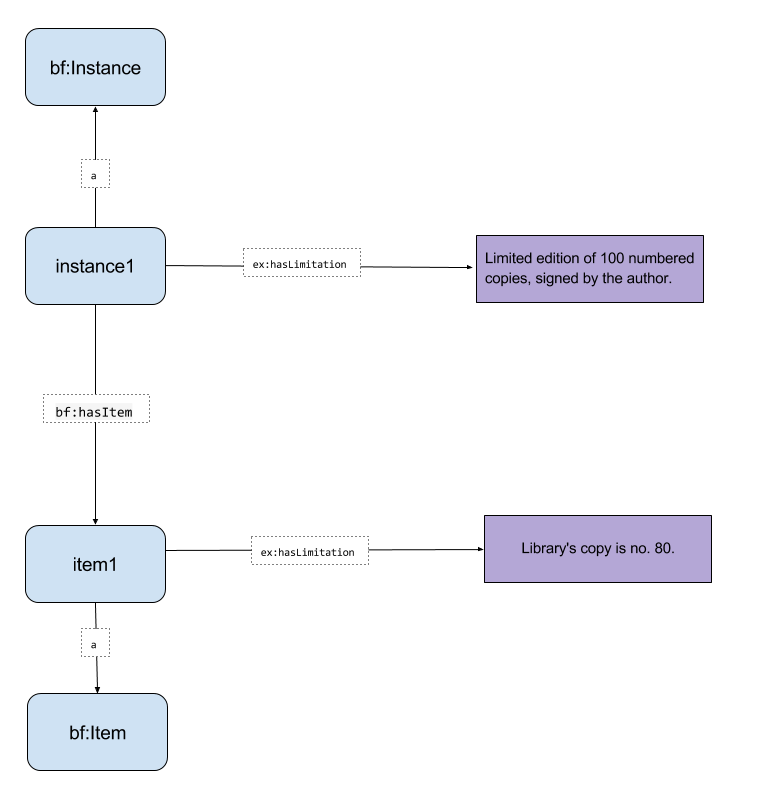 bf:Instance
a
instance1
ex:hasLimitation
Limited edition of 100 numbered
copies, signed by the author.
bf:hasItem
item1
ex:hasLimitation
Library's copy is no. 80.
a
bf:Item